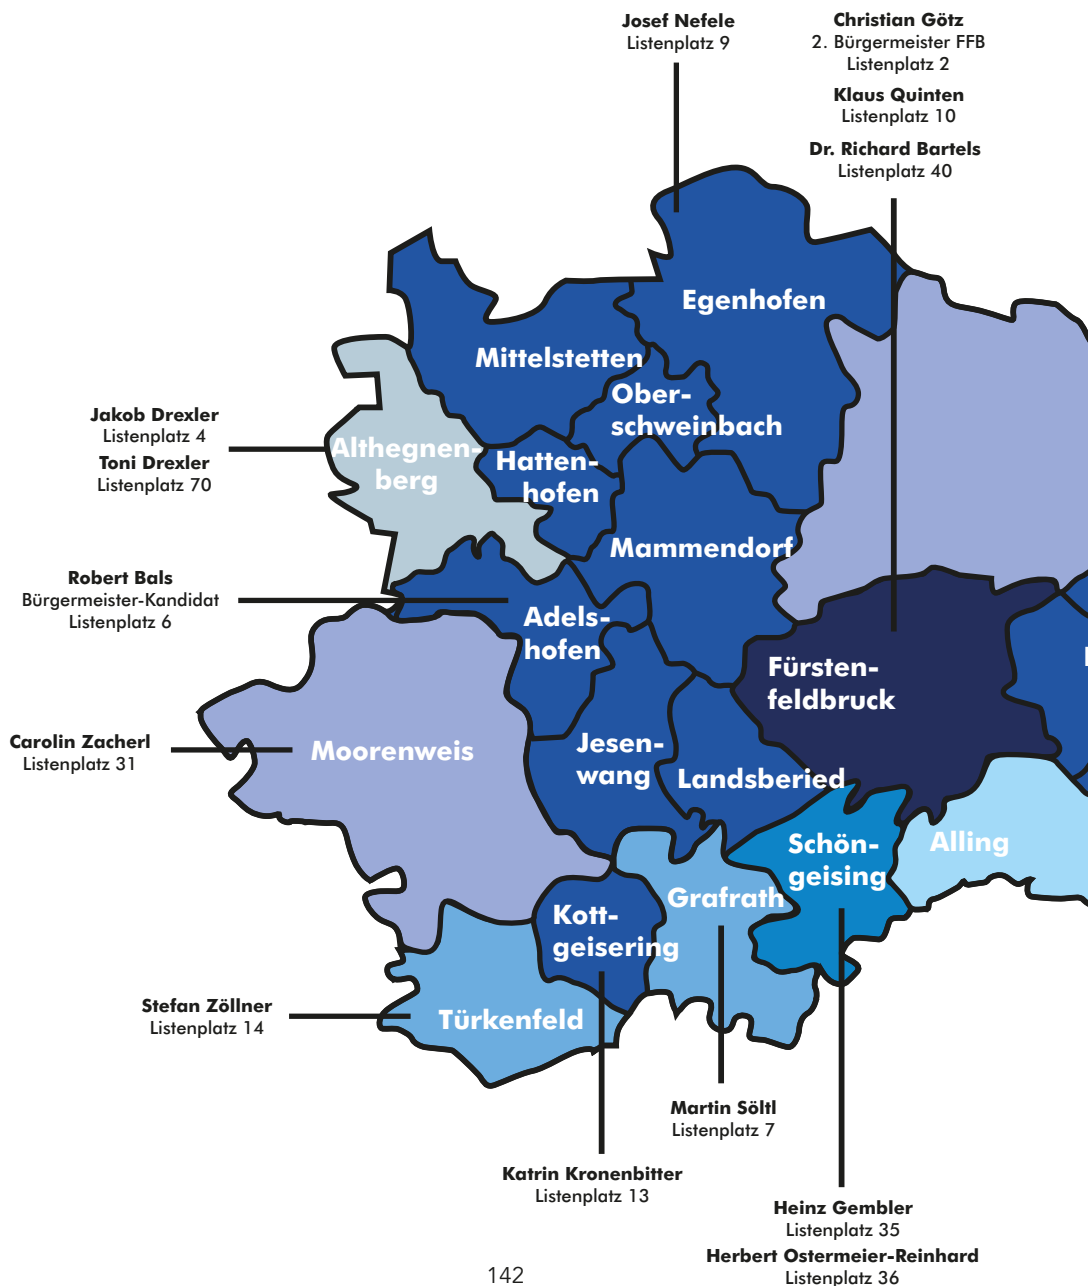 Josef Nefele
Listenplatz 9
Christian Götz
2. Bürgermeister FFB
Listenplatz 2
Klaus Quinten
Listenplatz 10
Dr. Richard Bartels
Listenplatz 40
Egenhofen
Mittelstetten
Ober-
schweinbach
Jakob Drexler
Listenplatz 4
Toni Drexler
Listenplatz 70
Althegnen-
berg
Hatten-
hofen
Mammendorf
Robert Bals
Bürgermeister-Kandidat
Listenplatz 6
Adels-
hofen
Fürsten-
feldbruck
Carolin Zacherl
Listenplatz 31
Moorenweis
Jesen-
wang
Landsberied
Schön-
geising
Alling
Grafrath
Kott-
geisering
Stefan Zöllner
Listenplatz 14
Türkenfeld
Martin Söltl
Listenplatz 7
Katrin Kronenbitter
Listenplatz 13
Heinz Gembler
Listenplatz 35
Herbert Ostermeier-Reinhard
Listenplatz 36
142